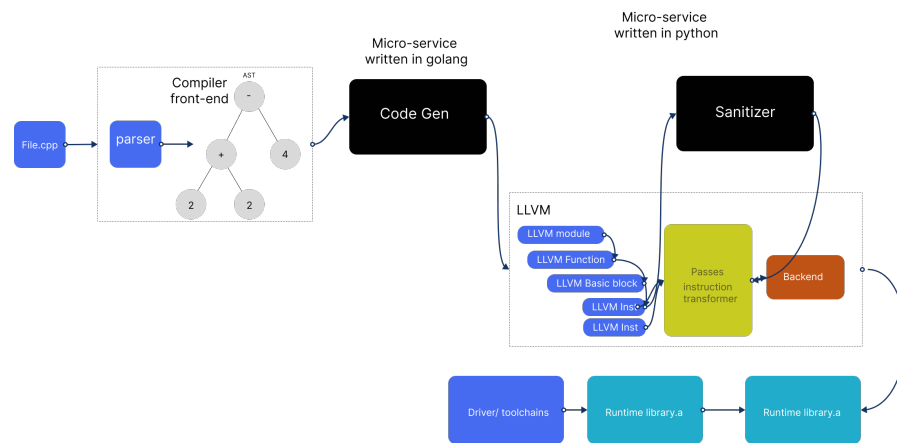 Micro-service
written in golang
Micro-service
written in python
Compiler
front-end
AST
-
File.cpp
parser
+
4
2
2
Code Gen
Sanitizer
LLVM
LLVM module
LLVM Function
LLVM Basic block
LLVM Inst
LLVM Inst
Passes
instruction
transformer
Backend
Driver/ toolchains
Runtime library.a
Runtime library.a